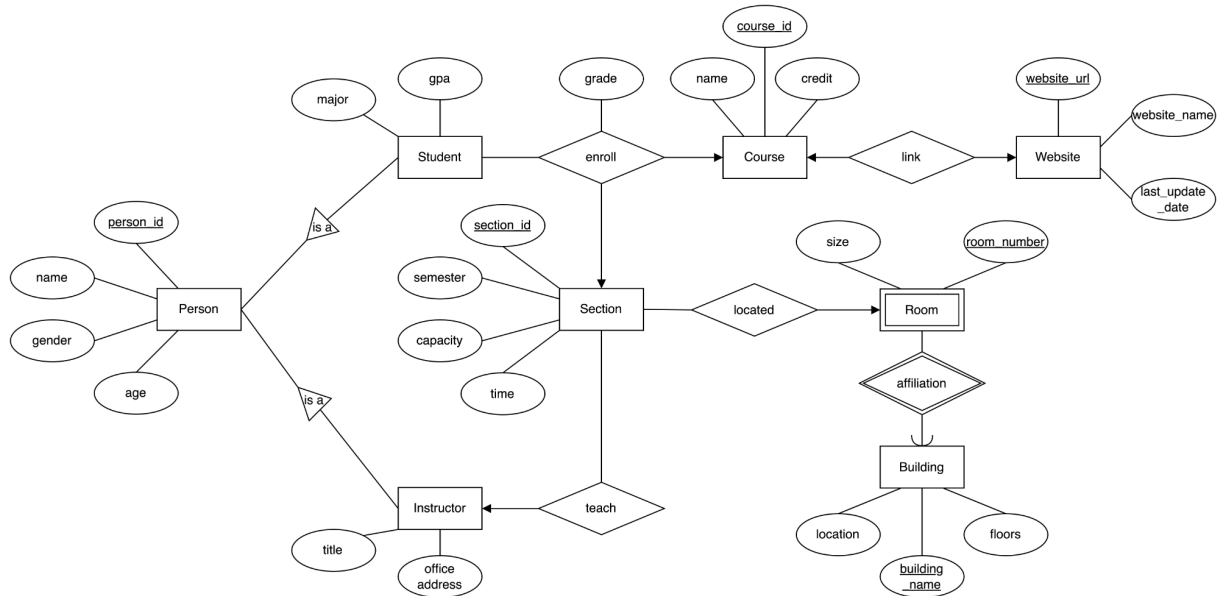 course_id
gpa
grade
name
credit
website_url
major
website_name
Student
enroll
Course
link
Website
last_update
_date
person_id
is a
section_id
size
room_number
name
semester
Person
Section
located
Room
gender
capacity
affiliation
age
time
is a
Building
Instructor
teach
location
floors
title
office
address
building
_name